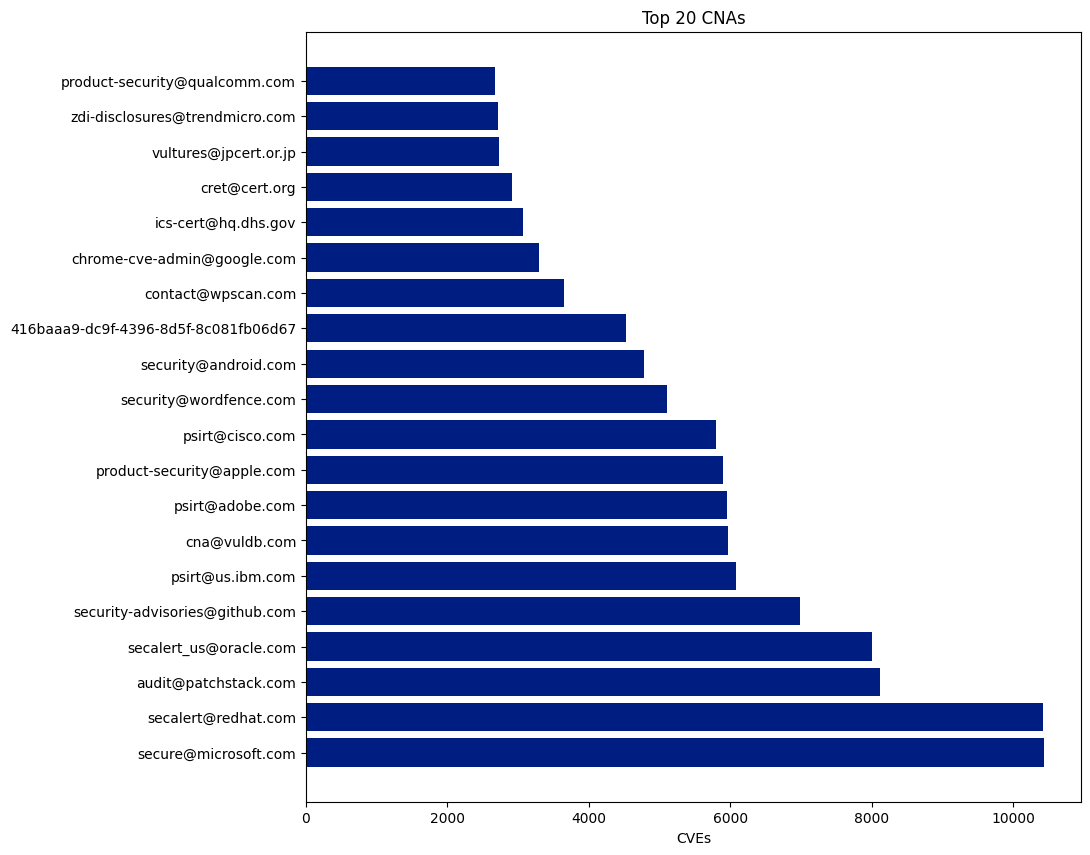 Top 20 CNAs
product-security@qualcomm.com
zdi-disclosures@trendmicro.com
vultures@jpcert.or.jp
cret@cert.org
ics-cert@hq.dhs.gov
chrome-cve-admin@google.com
contact@wpscan.com
416baaa9-dc9f-4396-8d5f-8c081fb06d67
security@android.com
security@wordfence.com
psirt@cisco.com
product-security@apple.com
psirt@adobe.com
cna@vuldb.com
psirt@us.ibm.com
security-advisories@github.com
secalert_us@oracle.com
audit@patchstack.com
secalert@redhat.com
secure@microsoft.com
0 2000 4000 6000 8000 10000
CVEs